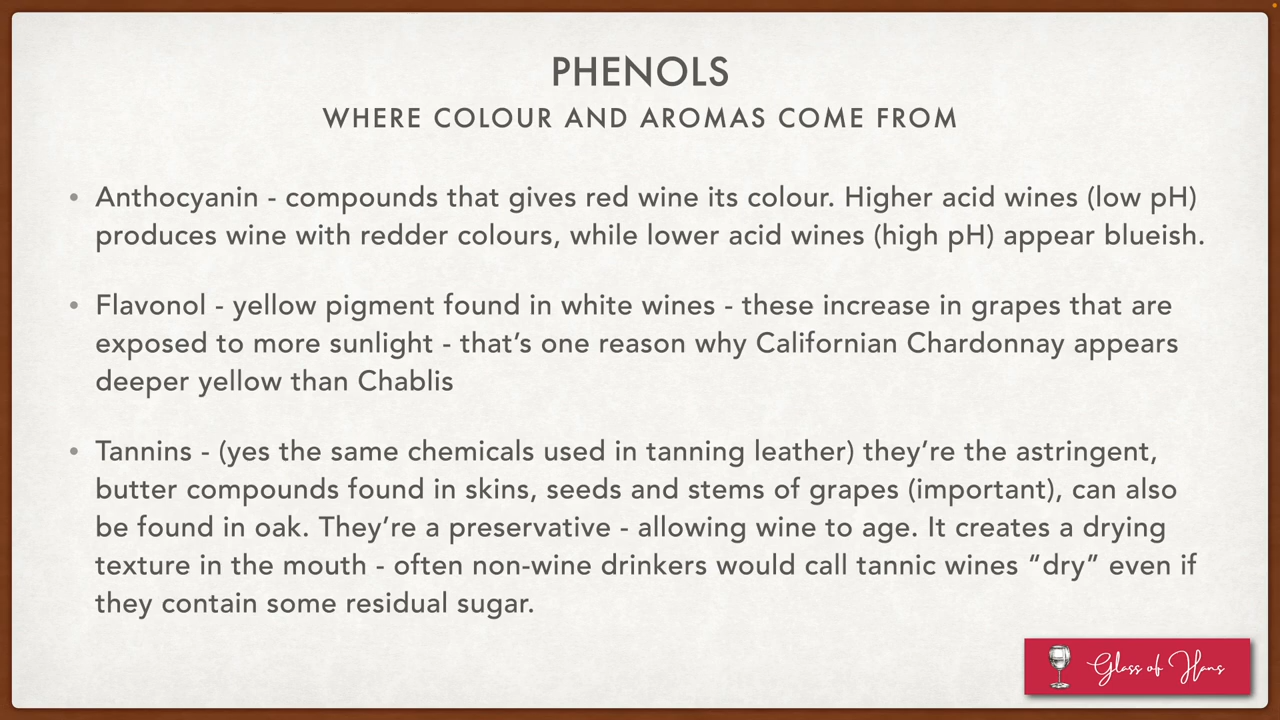 PHENOLS
WHERE COLOUR AND AROMAS COME FROM
• Anthocyanin - compounds that gives red wine its colour. Higher acid wines (low pH)
produces wine with redder colours, while lower acid wines (high pH) appear blueish.
• Flavonol - yellow pigment found in white wines - these increase in grapes that are
exposed to more sunlight - that’s one reason why Californian Chardonnay appears
deeper yellow than Chablis
• Tannins - (yes the same chemicals used in tanning leather) they’re the astringent,
butter compounds found in skins, seeds and stems of grapes (important), can also
be found in oak. They’re a preservative - allowing wine to age. It creates a drying
texture in the mouth - often non-wine drinkers would call tannic wines “dry” even if
they contain some residual sugar.
Glass of Hans